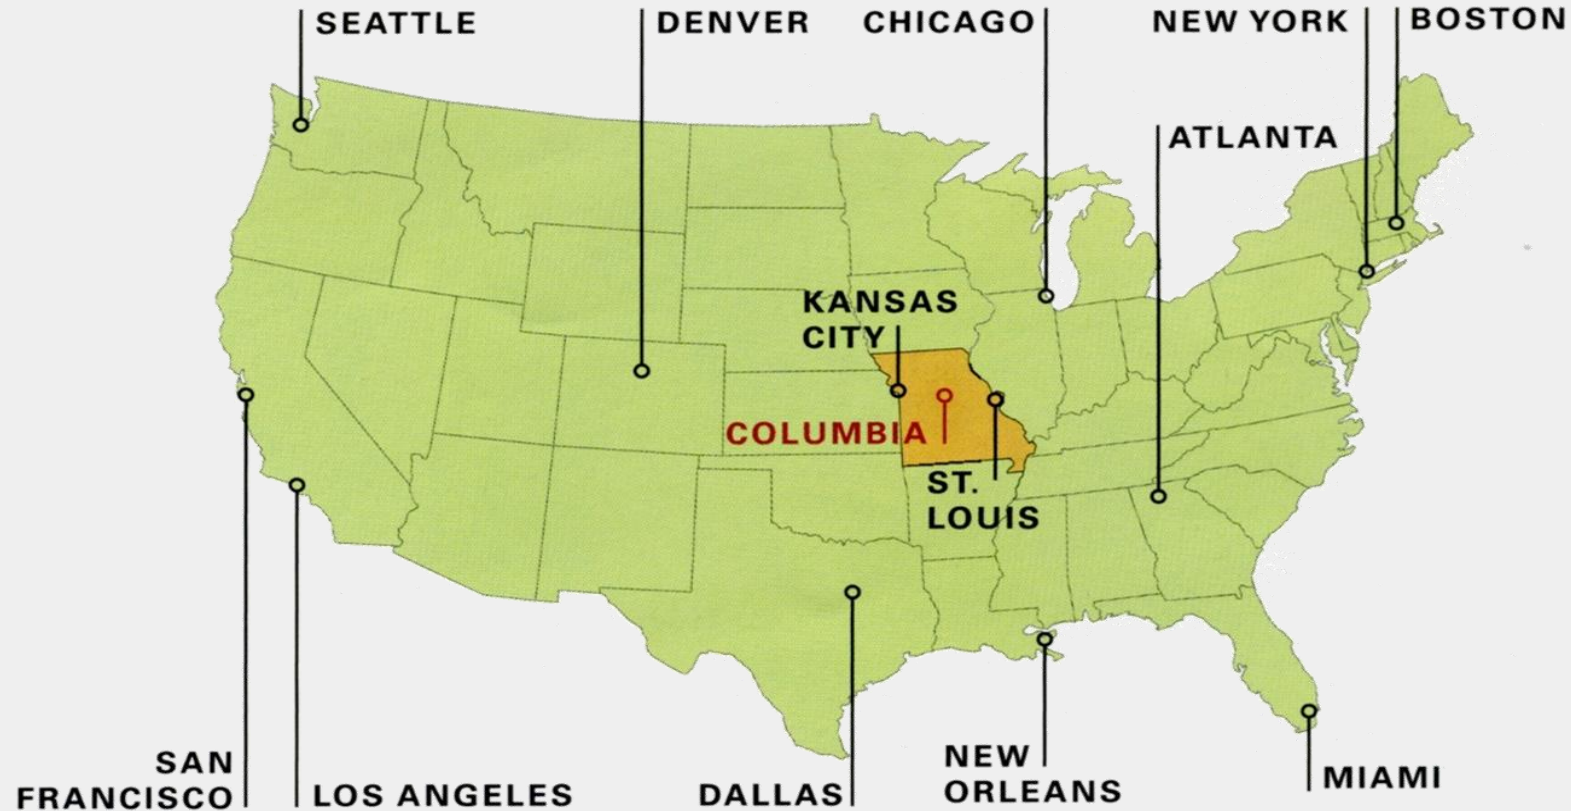 SEATTLE
DENVER
CHICAGO
NEW YORK
BOSTON
ATLANTA
KANSAS
CITY
COLUMBIA
ST.
LOUIS
SAN
FRANCISCO
LOS ANGELES
DALLAS
NEW
ORLEANS
MIAMI